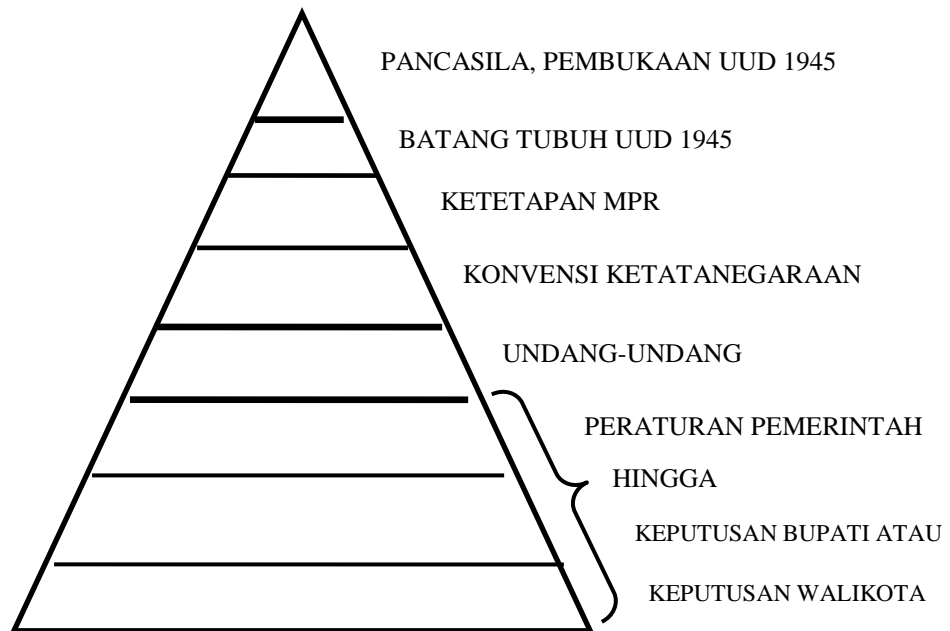 PANCASILA, PEMBUKAAN UUD 1945
BATANG TUBUH UUD 1945
KETETAPAN MPR
KONVENSI KETATANEGARAAN
UNDANG-UNDANG
PERATURAN PEMERINTAH
HINGGA
KEPUTUSAN BUPATI ATAU
KEPUTUSAN WALIKOTA